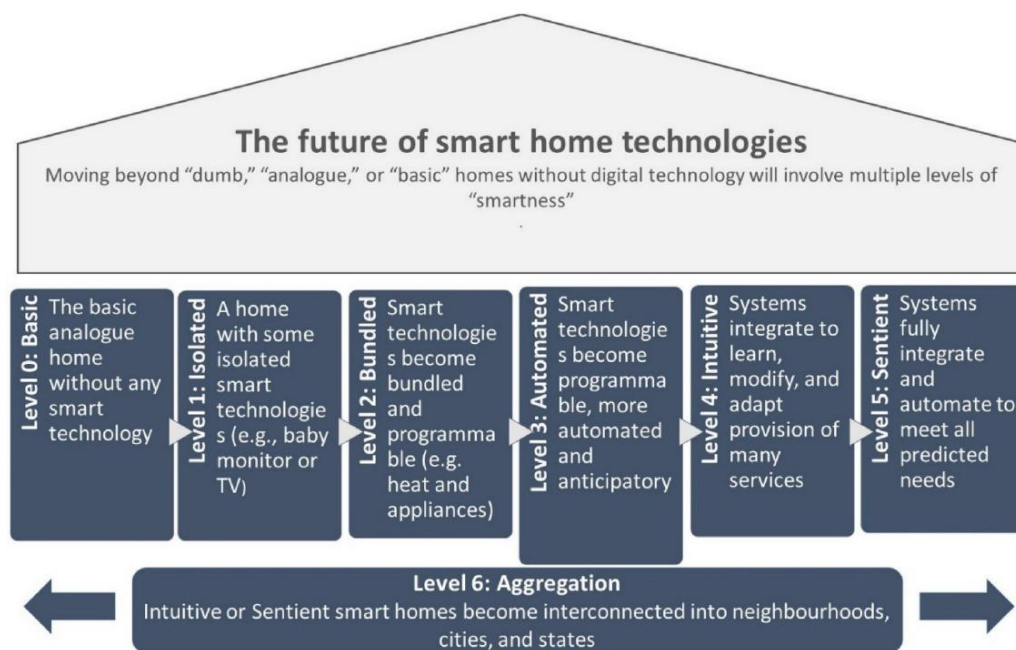 The future of smart home technologies
Moving beyond “dumb,” “analogue,” or “basic” homes without digital technology will involve multiple levels of
“smartness”
.
Level 0: Basic
The basic
analogue
home
without any
smart
technology
Level 1: Isolated
A home
with some
isolated
smart
technologie
s (e.g., baby
monitor or
TV)
Level 2: Bundled
Smart
technologie
s become
bundled
and
programma
ble (e.g.
heat and
appliances)
Level 3: Automated
Smart
technologie
s become
programma
ble, more
automated
and
anticipatory
Level 4: Intuitive
Systems
integrate to
learn,
modify, and
adapt
provision of
many
services
Level 5: Sentient
Systems
fully
integrate
and
automate to
meet all
predicted
needs
Level 6: Aggregation
Intuitive or Sentient smart homes become interconnected into neighbourhoods,
cities, and states